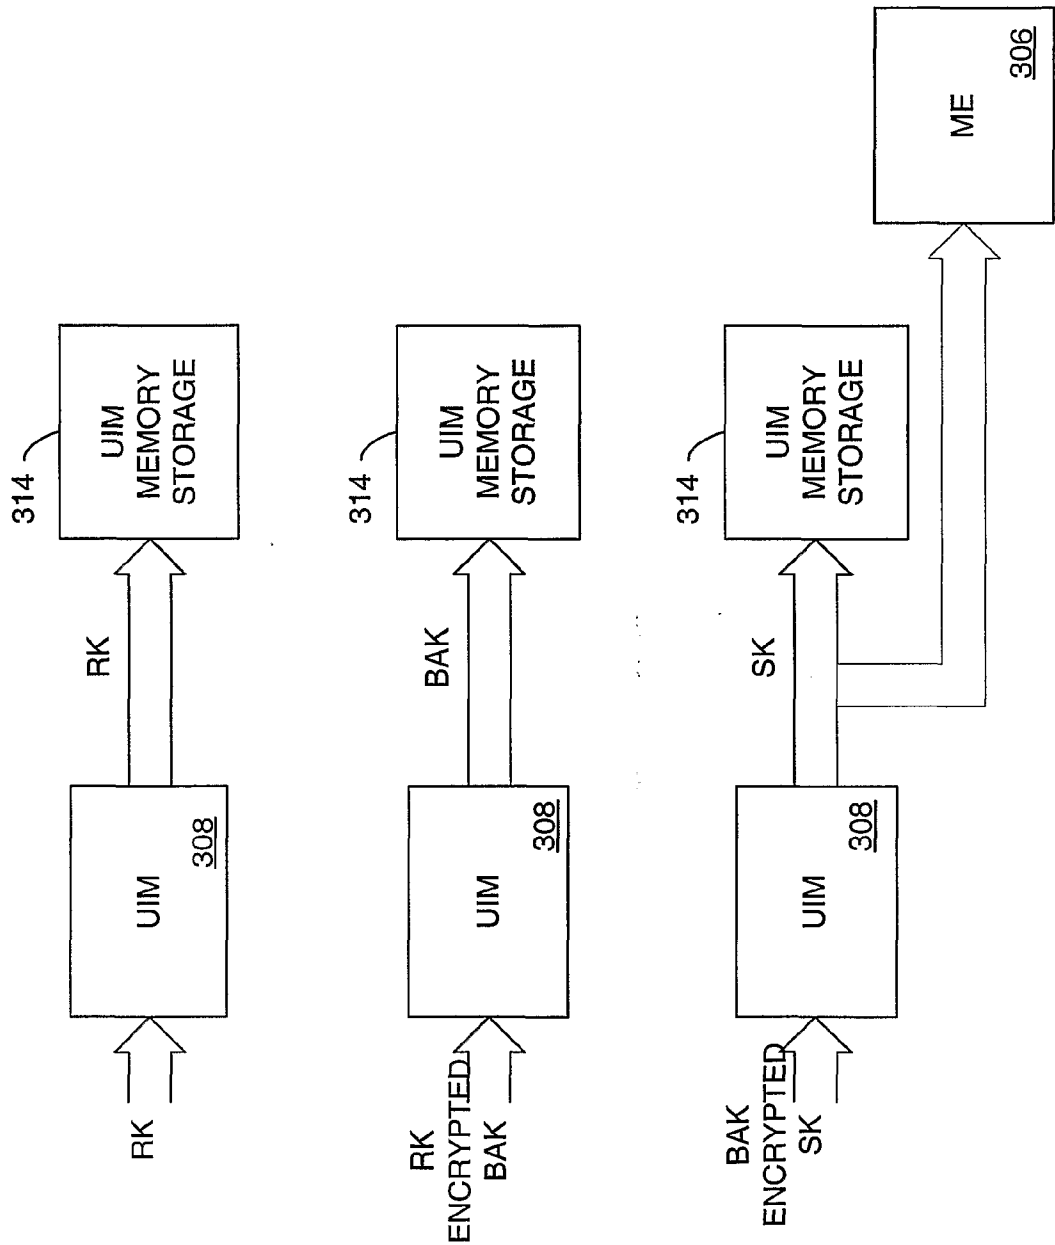 RK
UIM
308
RK
314
UIM
MEMORY
STORAGE
RK
ENCRYPTED
BAK
UIM
308
BAK
314
UIM
MEMORY
STORAGE
BAK
ENCRYPTED
SK
UIM
308
SK
314
UIM
MEMORY
STORAGE
ME
306